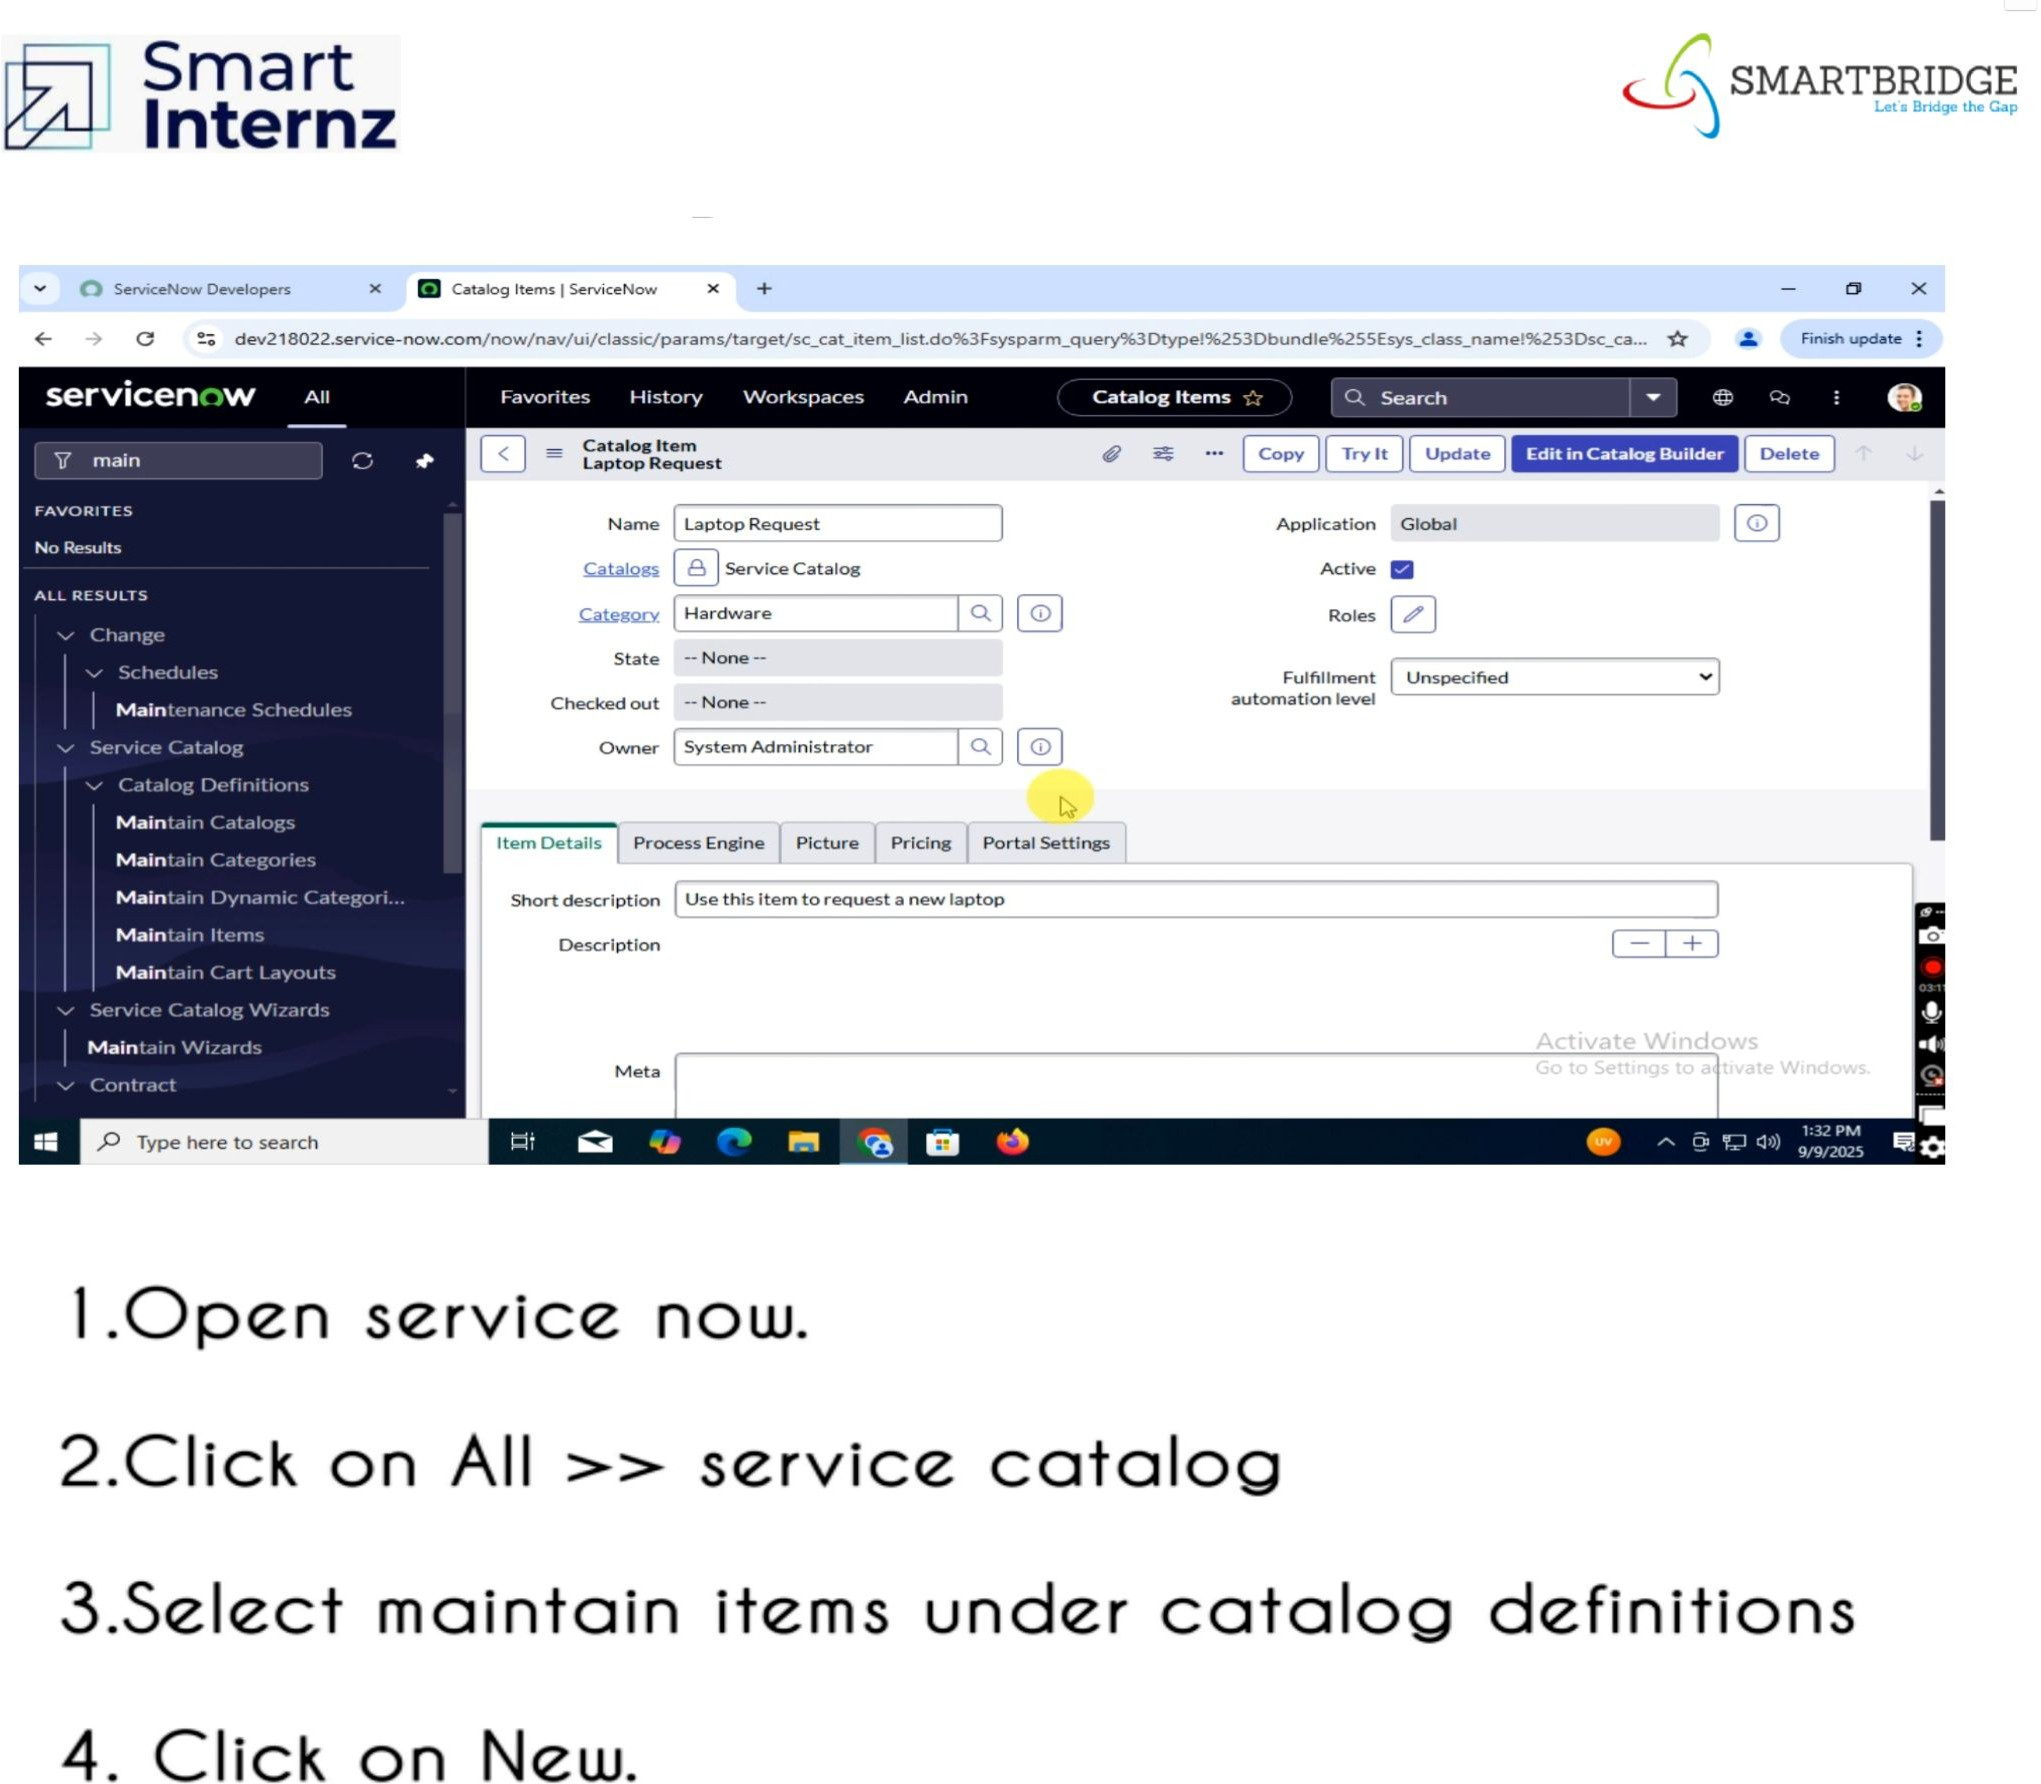 Smart
Internz
SMARTBRIDGE
Let's Bridge the Gap
ServiceNow Developers
Catalog Items | ServiceNow
dev218022.service-now.com/now/nav/ui/classic/params/target/sc_cat_item_list.do%3Fsysparm_query%3Dtype!%253Dbundle%255Esys_class_name!%253Dsc_ca...
Finish update
servicenow
All
Favorites
History
Workspaces
Admin
Catalog Items
Search
main
FAVORITES
No Results
ALL RESULTS
Change
Schedules
Maintenance Schedules
Service Catalog
Catalog Definitions
Maintain Catalogs
Maintain Categories
Maintain Dynamic Categori...
Maintain Items
Maintain Cart Layouts
Service Catalog Wizards
Maintain Wizards
Contract
Catalog Item
Laptop Request
Copy
Try It
Update
Edit in Catalog Builder
Delete
Name Laptop Request
Catalogs Service Catalog
Category Hardware
State -- None --
Checked out -- None --
Owner System Administrator
Application Global
Active
Roles
Fulfillment
automation level
Unspecified
Item Details
Process Engine
Picture
Pricing
Portal Settings
Short description Use this item to request a new laptop
Description
Meta
Activate Windows
Go to Settings to activate Windows.
03:11
Type here to search
UV
1:32 PM
9/9/2025
1.Open service now.
2.Click on All >> service catalog
3.Select maintain items under catalog definitions
4. Click on New.